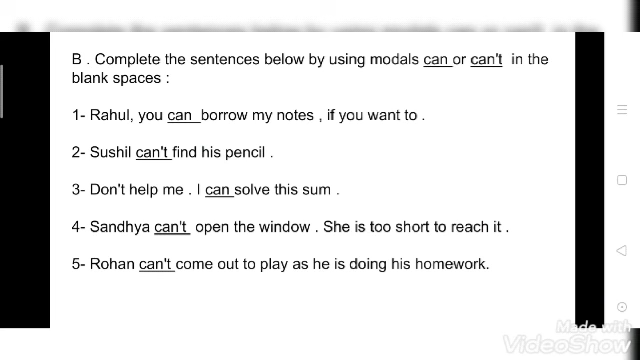 B . Complete the sentences below by using modals can or can't in the
blank spaces :
1- Rahul, you can borrow my notes , if you want to .
2- Sushil can't find his pencil .
3- Don't help me . I can solve this sum .
4- Sandhya can't open the window . She is too short to reach it .
5- Rohan can't come out to play as he is doing his homework.
Made with
VideoShow